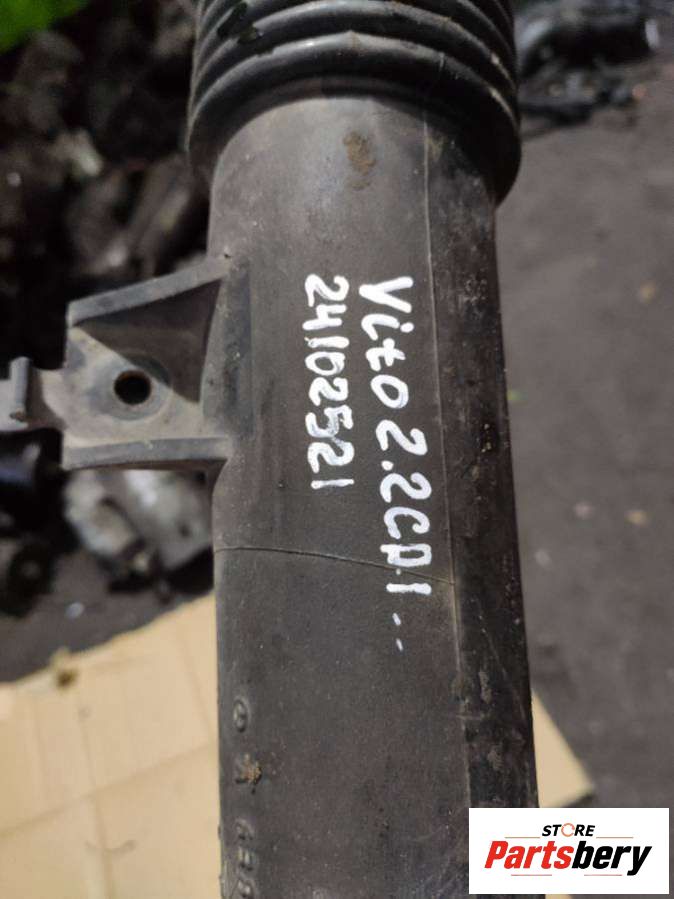 Vito 2.2CDI..
24102521
STORE
Partsbery